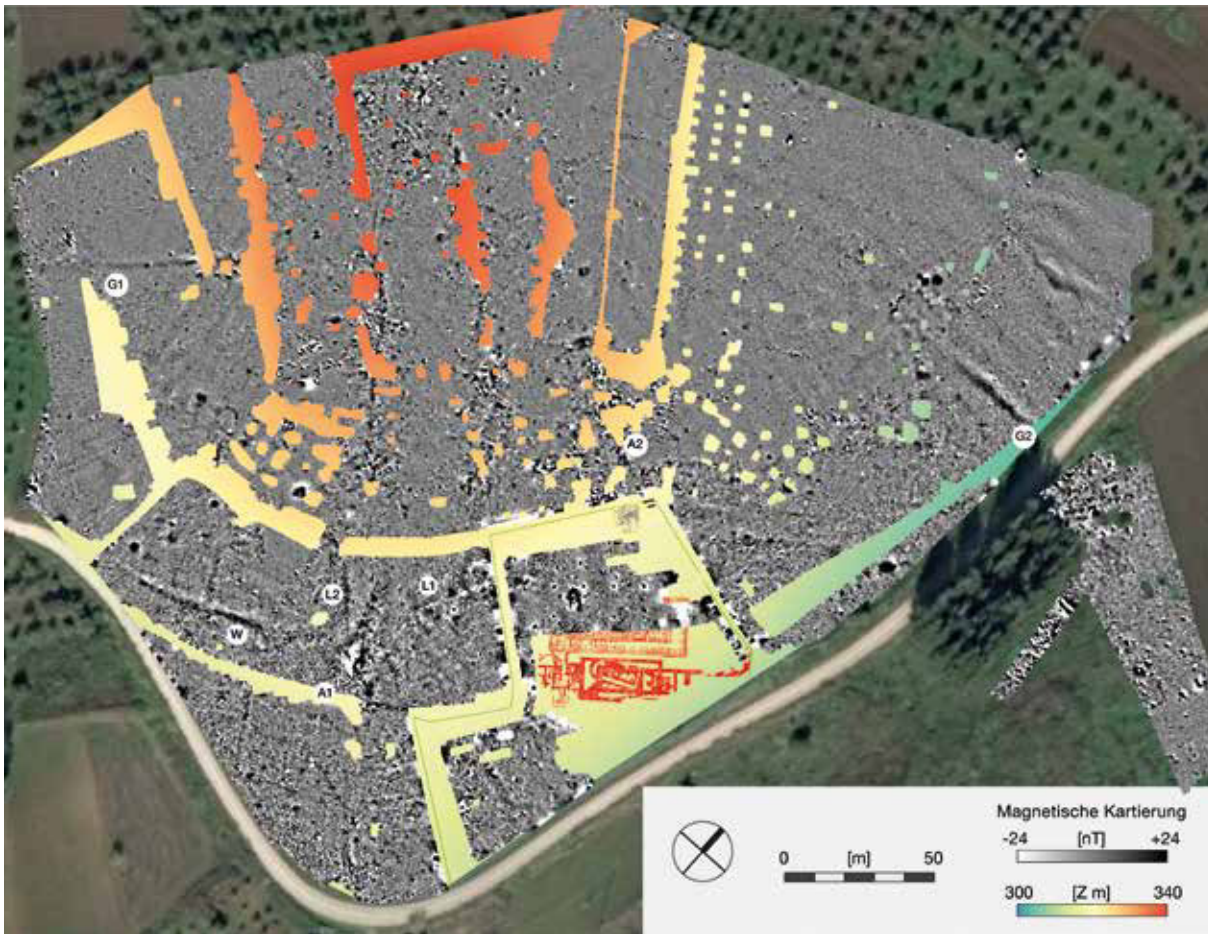 G1
A2
G2
L2
L1
W
A1
Magnetische Kartierung
-24 [nT] +24
0 [m] 50
300 [Z m] 340